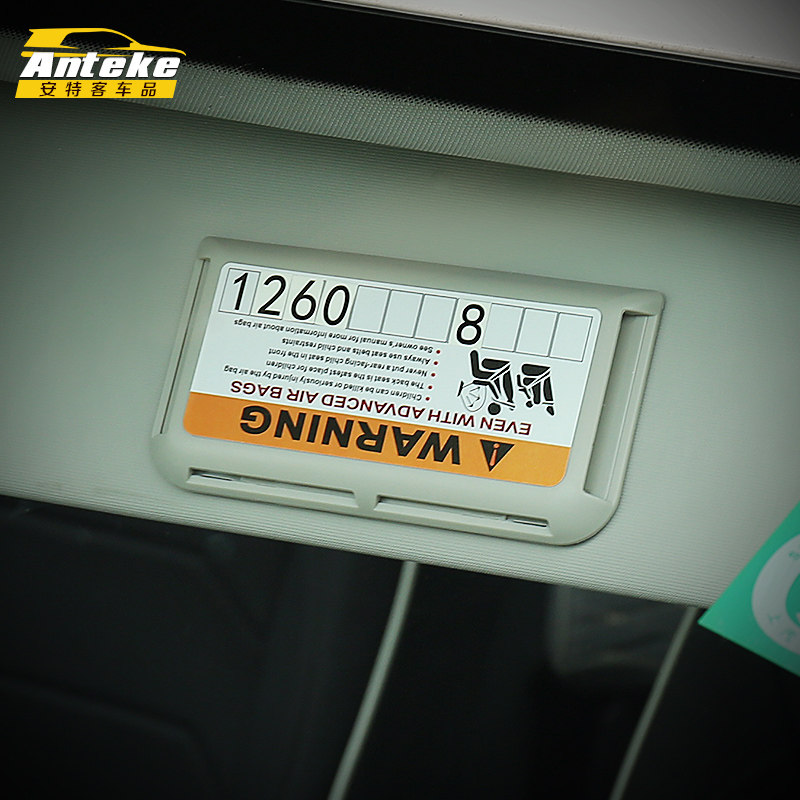 Anteke
安特客车品
1260 8
WARNING
EVEN WITH ADVANCED AIR BAGS
Children can be killed or seriously injured by the air bag
The back seat is the safest place for children
Never put a rear-facing child seat in the front
Always use seat belts and child restraints
See owner's manual for more information about air bags